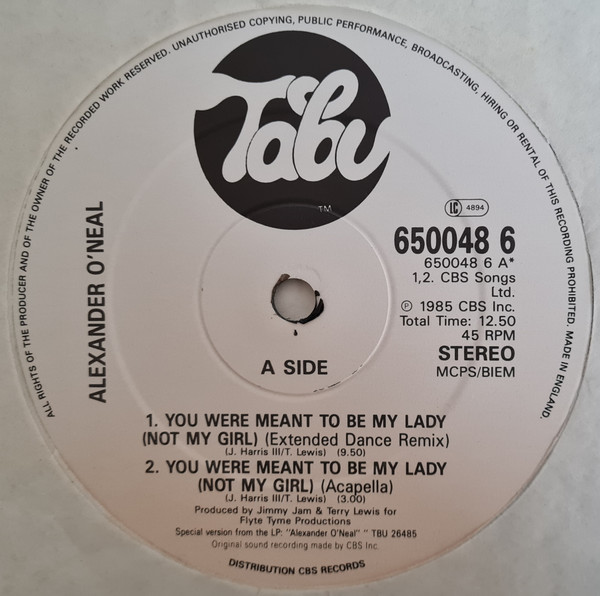 ALL RIGHTS OF THE PRODUCER AND OF THE OWNER OF THE RECORDED WORK RESERVED. UNAUTHORISED COPYING, PUBLIC PERFORMANCE, BROADCASTING, HIRING OR RENTAL OF THIS RECORDING PROHIBITED. MADE IN ENGLAND.
Tabu
TM
ALEXANDER O'NEAL
LC 4894
650048 6
650048 6 A*
1,2. CBS Songs
Ltd.
℗ 1985 CBS Inc.
Total Time: 12.50
45 RPM
STEREO
MCPS/BIEM
A SIDE
1. YOU WERE MEANT TO BE MY LADY
(NOT MY GIRL) (Extended Dance Remix)
(J. Harris III/T. Lewis) (9.50)
2. YOU WERE MEANT TO BE MY LADY
(NOT MY GIRL) (Acapella)
(J. Harris III/T. Lewis) (3.00)
Produced by Jimmy Jam & Terry Lewis for
Flyte Tyme Productions
Special version from the LP: "Alexander O'Neal" " TBU 26485
Original sound recording made by CBS Inc.
DISTRIBUTION CBS RECORDS